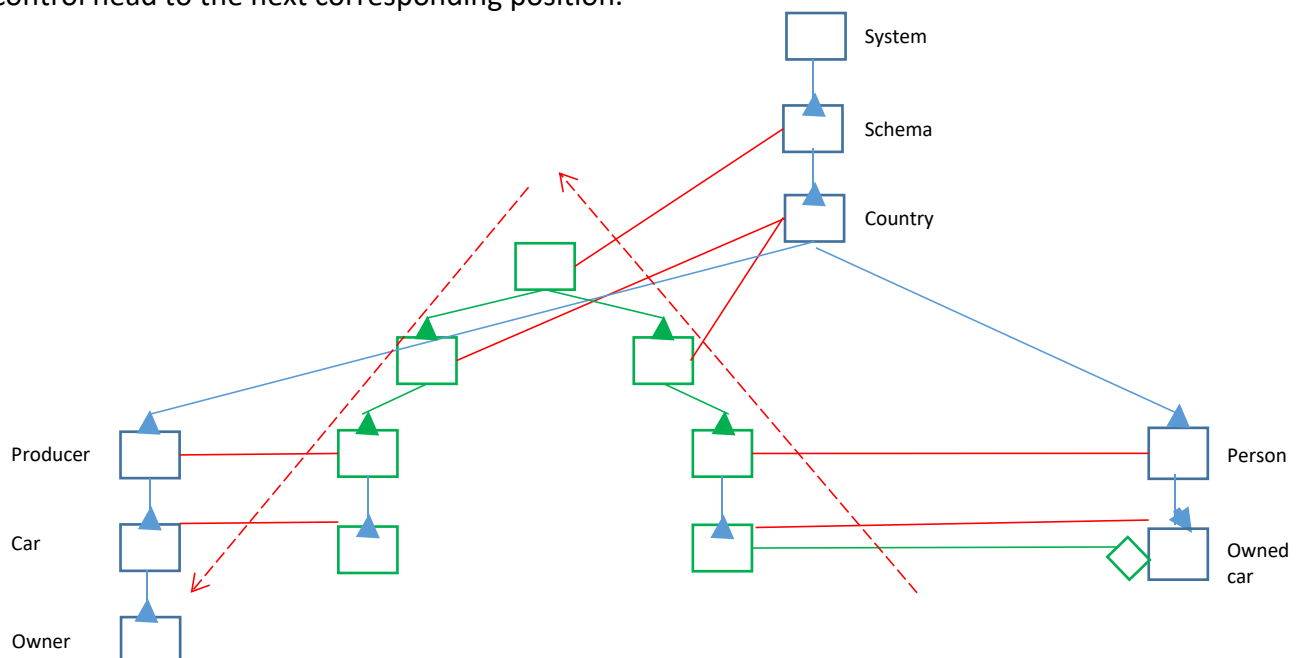 control head to the next corresponding position.
System
Schema
Country
Producer
Person
Car
Owned
car
Owner